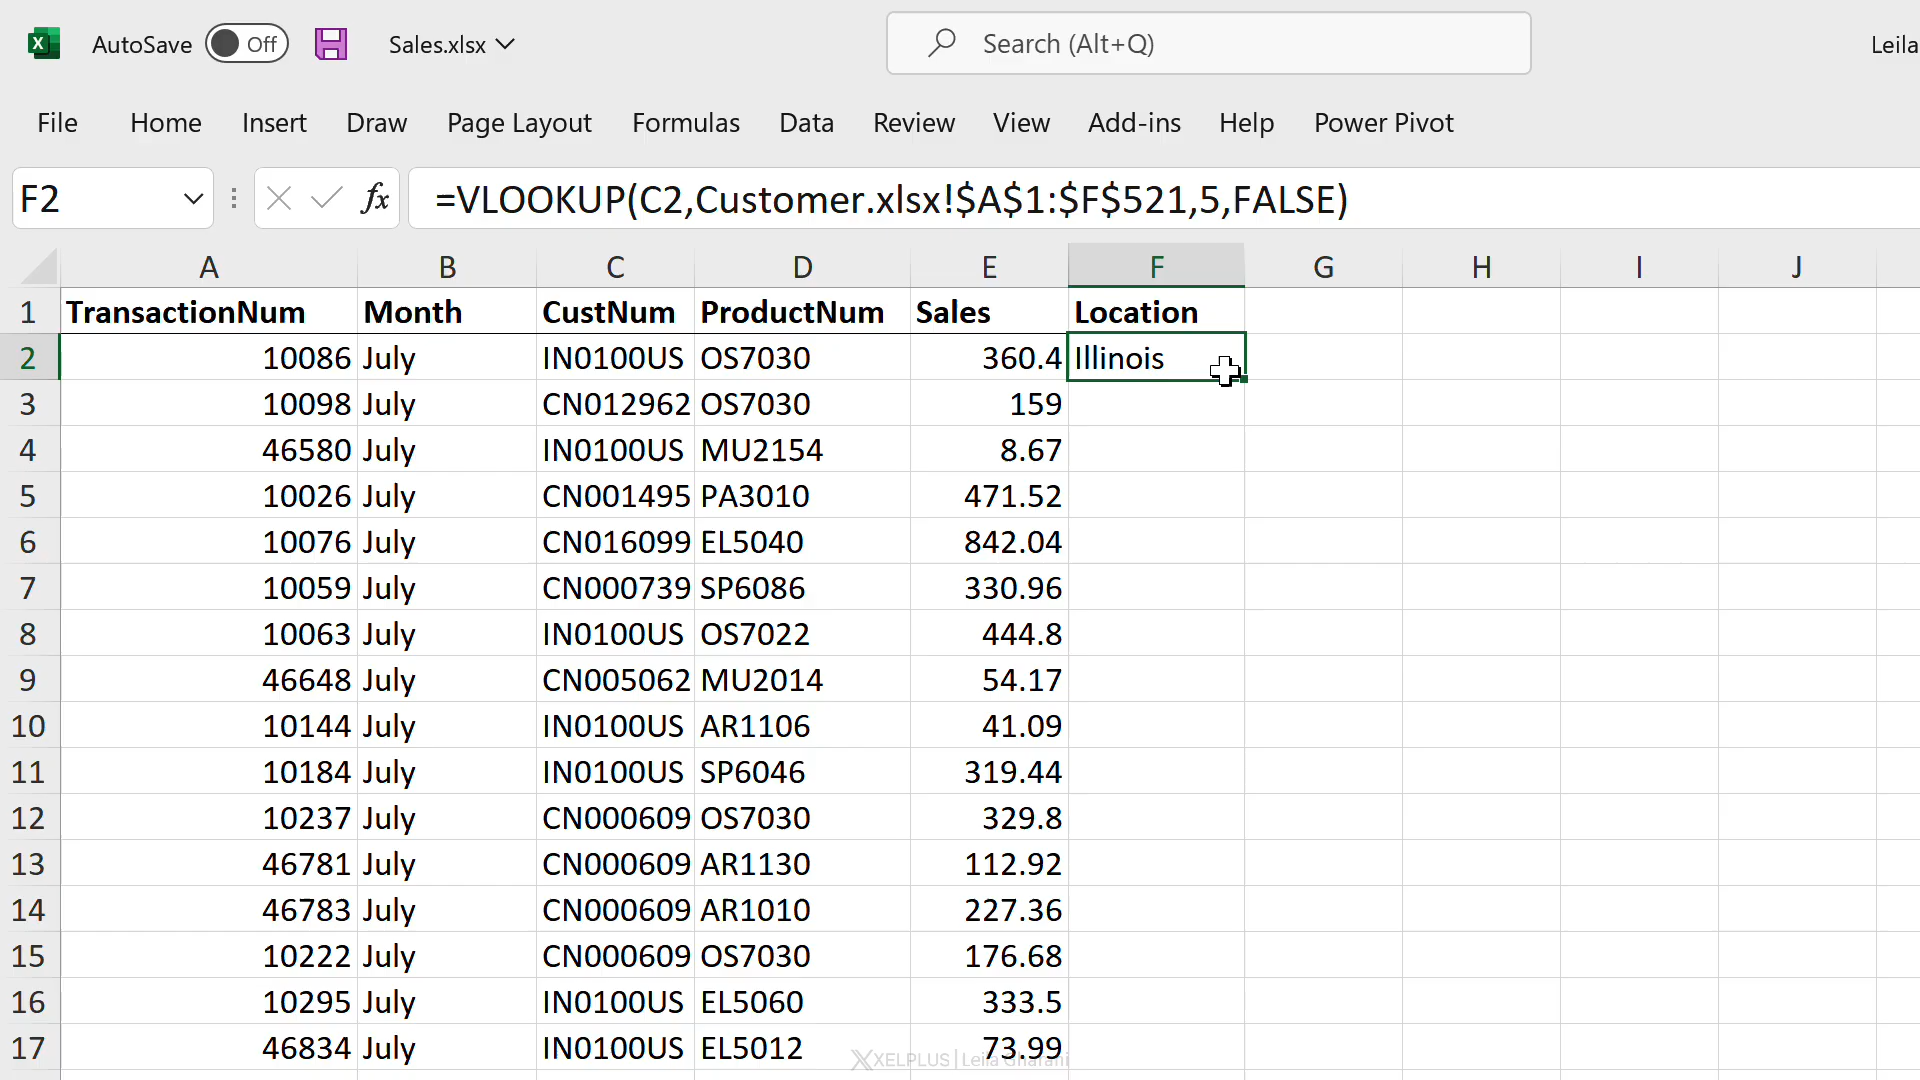 AutoSave Off Sales.xlsx Search (Alt+Q) Leila
File Home Insert Draw Page Layout Formulas Data Review View Add-ins Help Power Pivot
F2 fx =VLOOKUP(C2,Customer.xlsx!$A$1:$F$521,5,FALSE)
A B C D E F G H I J
1 TransactionNum Month CustNum ProductNum Sales Location
2 10086 July IN0100US OS7030 360.4 Illinois
3 10098 July CN012962 OS7030 159
4 46580 July IN0100US MU2154 8.67
5 10026 July CN001495 PA3010 471.52
6 10076 July CN016099 EL5040 842.04
7 10059 July CN000739 SP6086 330.96
8 10063 July IN0100US OS7022 444.8
9 46648 July CN005062 MU2014 54.17
10 10144 July IN0100US AR1106 41.09
11 10184 July IN0100US SP6046 319.44
12 10237 July CN000609 OS7030 329.8
13 46781 July CN000609 AR1130 112.92
14 46783 July CN000609 AR1010 227.36
15 10222 July CN000609 OS7030 176.68
16 10295 July IN0100US EL5060 333.5
17 46834 July IN0100US EL5012 73.99
XELPLUS | Leila Gharani